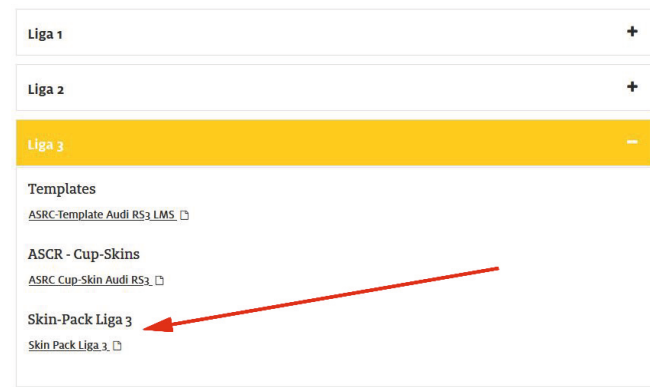 Liga 1
Liga 2
Liga 3
Templates
ASRC-Template Audi RS3 LMS
ASCR - Cup-Skins
ASRC Cup-Skin Audi RS3
Skin-Pack Liga 3
Skin Pack Liga 3